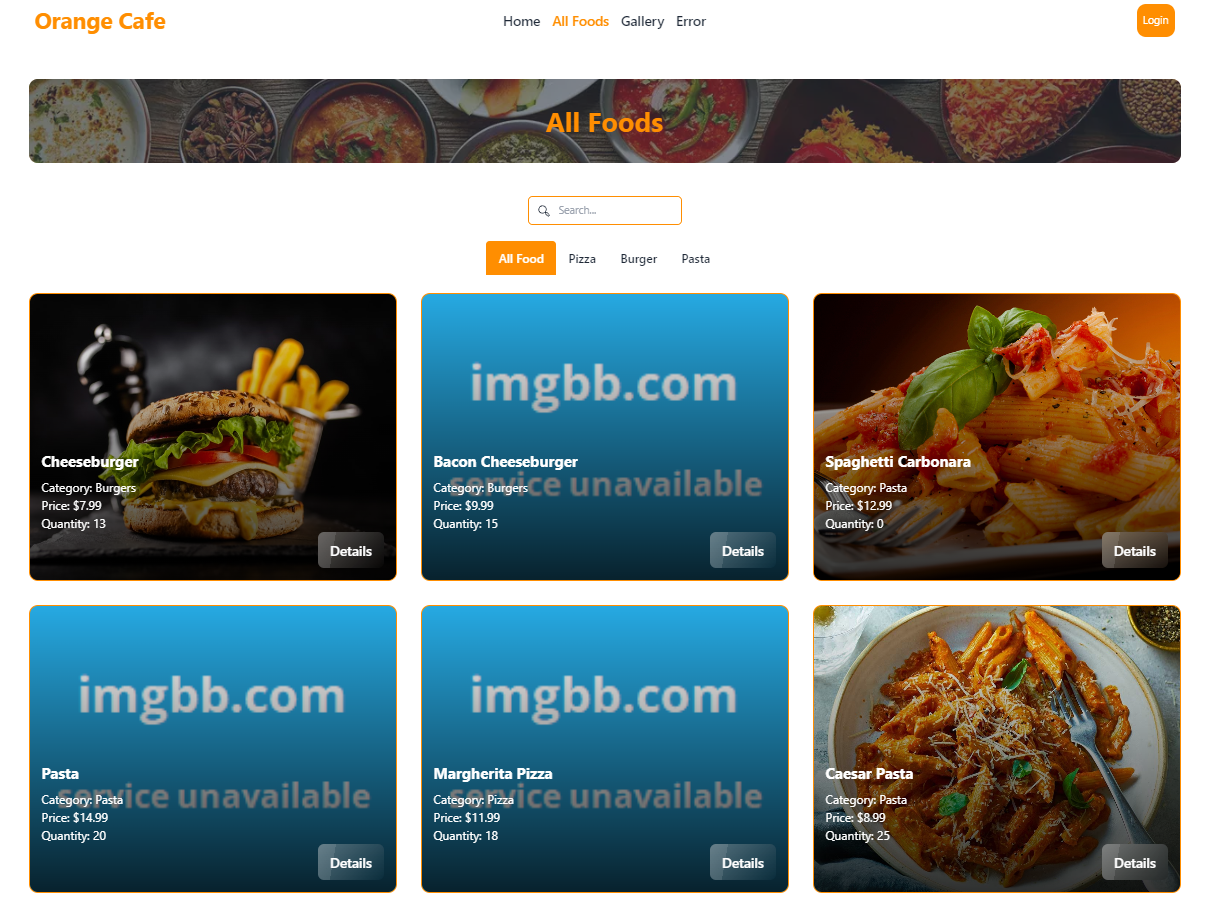 Orange Cafe
Home All Foods Gallery Error
Login
All Foods
Search...
All Food Pizza Burger Pasta
Cheeseburger
Category: Burgers
Price: $7.99
Quantity: 13
Details
imgbb.com
service unavailable
Bacon Cheeseburger
Category: Burgers
Price: $9.99
Quantity: 15
Details
Spaghetti Carbonara
Category: Pasta
Price: $12.99
Quantity: 0
Details
imgbb.com
service unavailable
Pasta
Category: Pasta
Price: $14.99
Quantity: 20
Details
imgbb.com
service unavailable
Margherita Pizza
Category: Pizza
Price: $11.99
Quantity: 18
Details
Caesar Pasta
Category: Pasta
Price: $8.99
Quantity: 25
Details